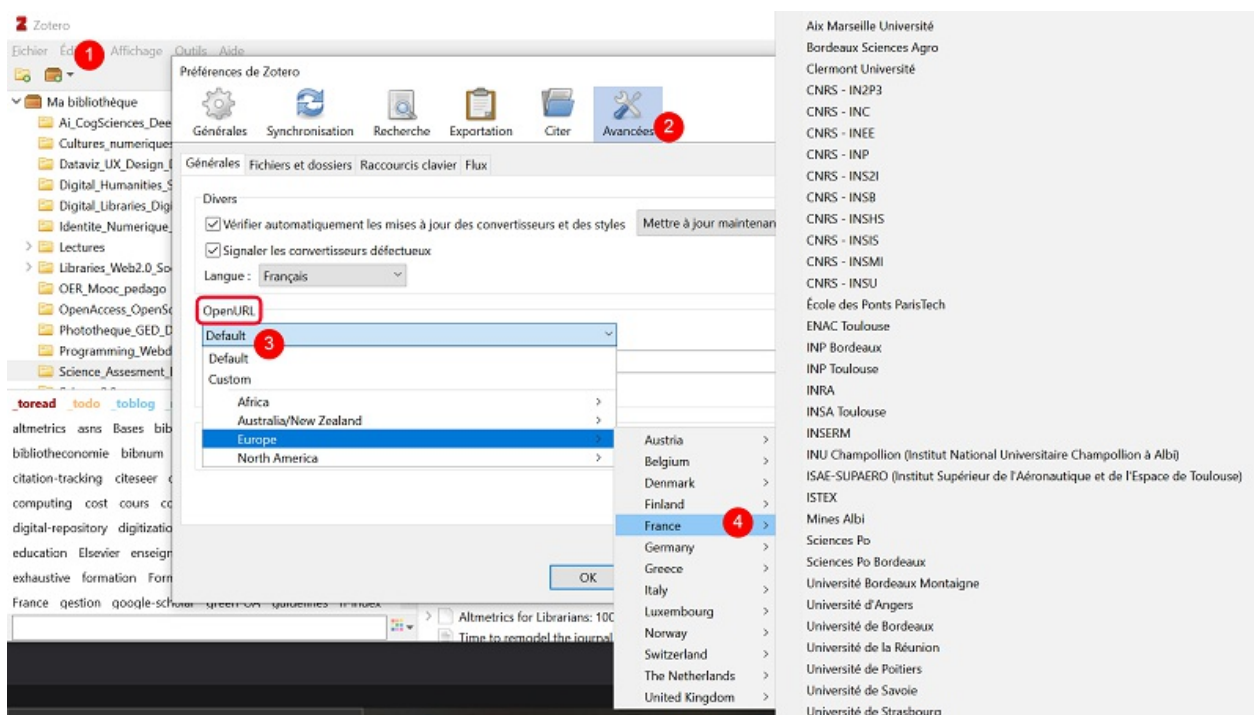 Zotero
Fichier Éd 1 Affichage Outils Aide
Ma bibliothèque
Ai_CogSciences_Dee
Cultures_numeriques
Dataviz_UX_Design_
Digital_Humanities_S
Digital_Libraries_Digi
Identite_Numerique_
Lectures
Libraries_Web2.0_So
OER_Mooc_pedago
OpenAccess_OpenSc
Phototheque_GED_D
Programming_Webd
Science_Assesment_
_toread _todo _toblog
altmetrics asns Bases bib
bibliotheconomie bibnum
citation-tracking citeseer
computing cost cours co
digital-repository digitizatio
education Elsevier enseign
exhaustive formation Form
France gestion google-scholar green-OA guidelines h-index
Préférences de Zotero
Générales Synchronisation Recherche Exportation Citer Avancées 2
Générales Fichiers et dossiers Raccourcis clavier Flux
Divers
Vérifier automatiquement les mises à jour des convertisseurs et des styles Mettre à jour maintenan
Signaler les convertisseurs défectueux
Langue : Français
OpenURL
Default 3
Default
Custom
Africa
Australia/New Zealand
Europe
North America
OK
Altmetrics for Librarians: 100
Time to remodel the journal
Austria
Belgium
Denmark
Finland
France 4
Germany
Greece
Italy
Luxembourg
Norway
Switzerland
The Netherlands
United Kingdom
Aix Marseille Université
Bordeaux Sciences Agro
Clermont Université
CNRS - IN2P3
CNRS - INC
CNRS - INEE
CNRS - INP
CNRS - INS2I
CNRS - INSB
CNRS - INSHS
CNRS - INSIS
CNRS - INSMI
CNRS - INSU
École des Ponts ParisTech
ENAC Toulouse
INP Bordeaux
INP Toulouse
INRA
INSA Toulouse
INSERM
INU Champollion (Institut National Universitaire Champollion à Albi)
ISAE-SUPAERO (Institut Supérieur de l'Aéronautique et de l'Espace de Toulouse)
ISTEX
Mines Albi
Sciences Po
Sciences Po Bordeaux
Université Bordeaux Montaigne
Université d'Angers
Université de Bordeaux
Université de la Réunion
Université de Poitiers
Université de Savoie
Université de Strasbourg